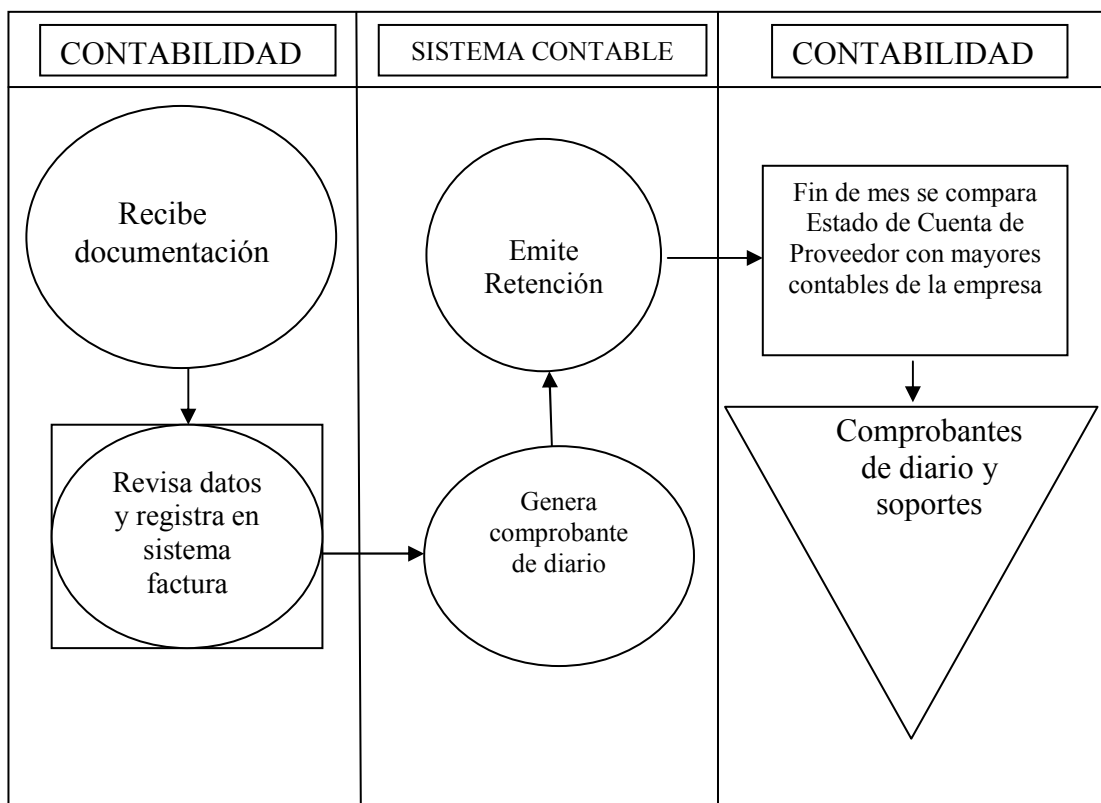 CONTABILIDAD
SISTEMA CONTABLE
CONTABILIDAD
Recibe
documentación
Revisa datos
y registra en
sistema
factura
Emite
Retención
Genera
comprobante
de diario
Fin de mes se compara
Estado de Cuenta de
Proveedor con mayores
contables de la empresa
Comprobantes
de diario y
soportes